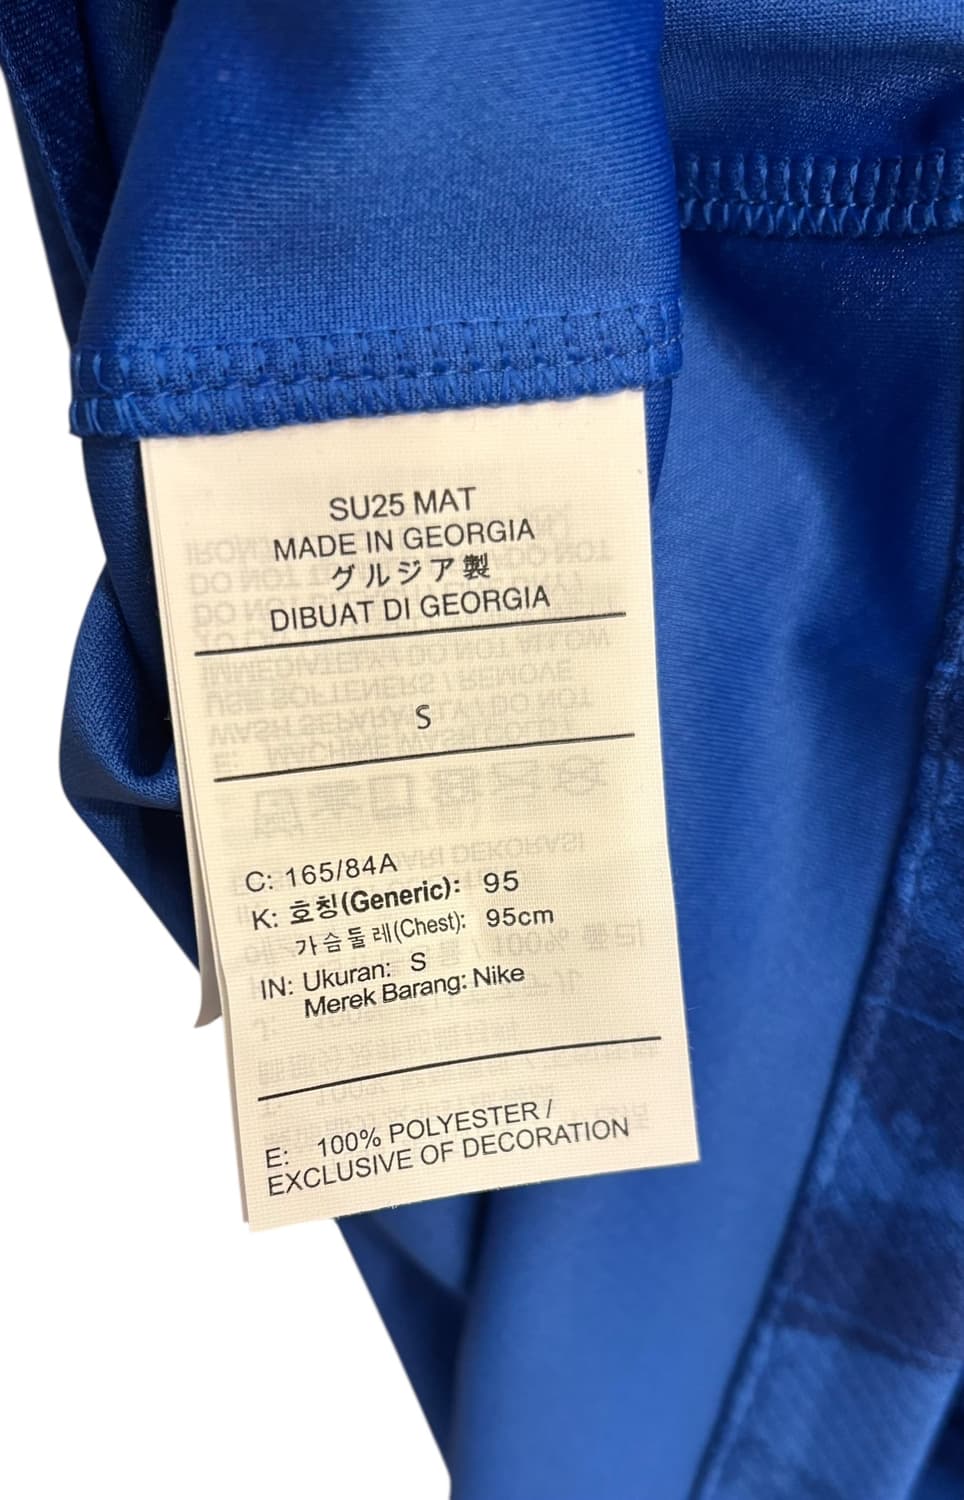 SU25 MAT
MADE IN GEORGIA
グルジア製
DIBUAT DI GEORGIA
S
C: 165/84A
K: 호칭(Generic): 95
가슴둘레(Chest): 95cm
IN: Ukuran: S
Merek Barang: Nike
E: 100% POLYESTER /
EXCLUSIVE OF DECORATION